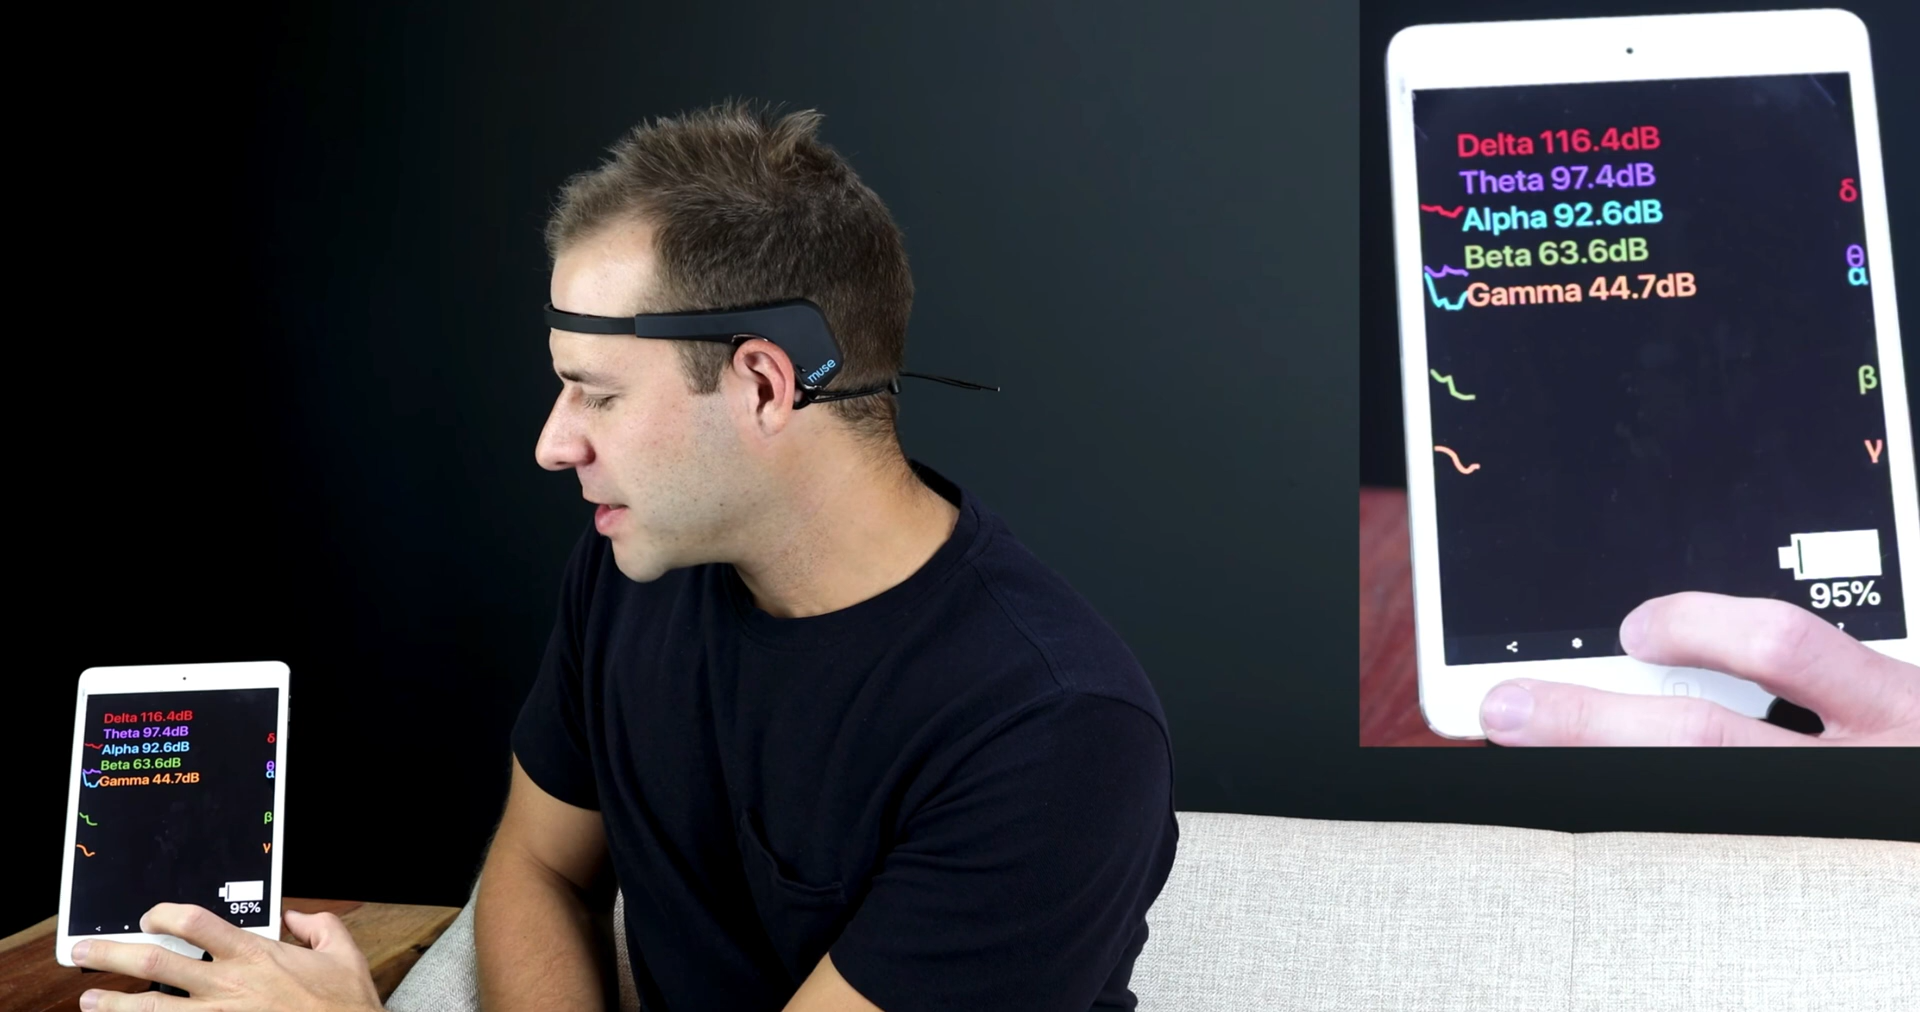 muse
Delta 116.4dB
Theta 97.4dB
Alpha 92.6dB
Beta 63.6dB
Gamma 44.7dB
δ
θ
α
β
γ
95%
Delta 116.4dB
Theta 97.4dB
Alpha 92.6dB
Beta 63.6dB
Gamma 44.7dB
δ
θ
α
β
γ
95%
?